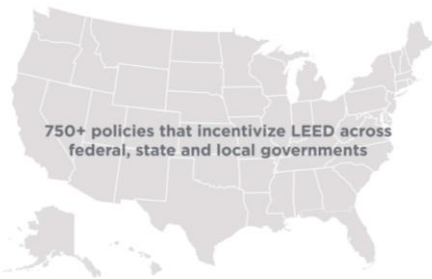 750+ policies that incentivize LEED across
federal, state and local governments